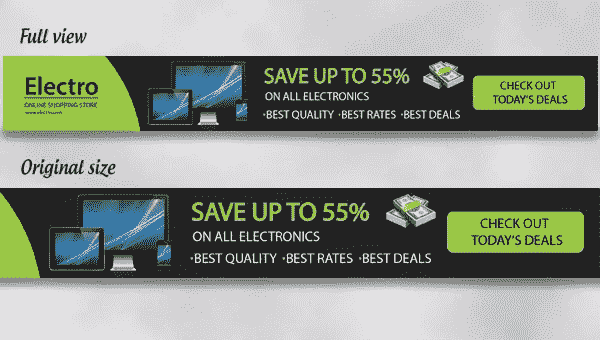 Full view
Electro
ONLINE SHOPPING STORE
SAVE UP TO 55%
ON ALL ELECTRONICS
·BEST QUALITY ·BEST RATES ·BEST DEALS
CHECK OUT
TODAY'S DEALS
Original size
SAVE UP TO 55%
ON ALL ELECTRONICS
·BEST QUALITY ·BEST RATES ·BEST DEALS
CHECK OUT
TODAY'S DEALS